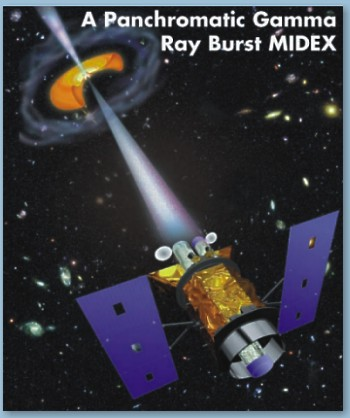 A Panchromatic Gamma
Ray Burst MIDEX